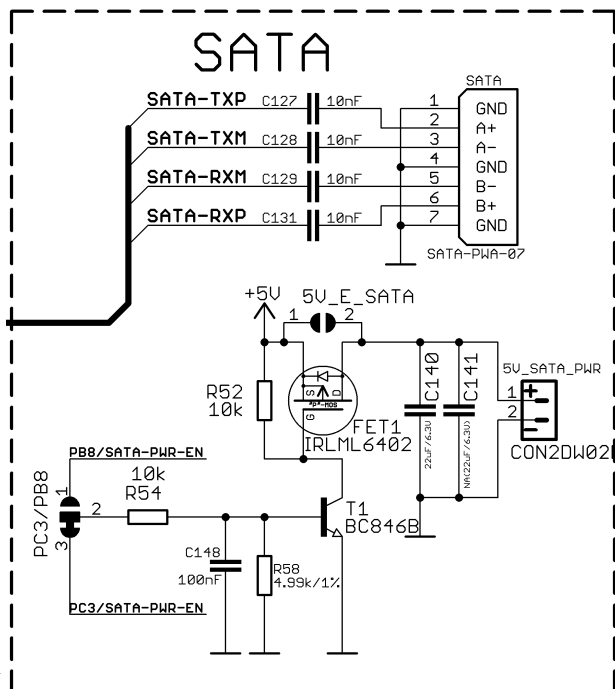 SATA
SATA
SATA-TXP C127 10nF 1 GND
2 A+
SATA-TXM C128 10nF 3 A-
4 GND
SATA-RXM C129 10nF 5 B-
6 B+
SATA-RXP C131 10nF 7 GND
SATA-PWA-07
+5V 5V_E_SATA
1 2
5V_SATA_PWR
R52
10k
S D
G
FET1
IRLML6402
C140
22uF/6.3V
C141
NA(22uF/6.3V)
1 +
2 -
CON2DW02
PB8/SATA-PWR-EN
10k
R54
PC3/PB8
1
2
3
T1
BC846B
C148
100nF
R58
4.99k/1%
PC3/SATA-PWR-EN